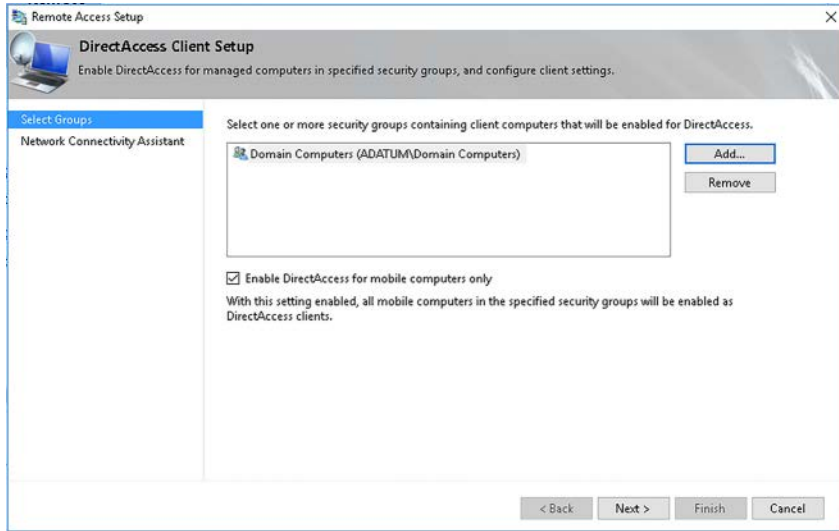 Remote Access Setup
DirectAccess Client Setup
Enable DirectAccess for managed computers in specified security groups, and configure client settings.
Select Groups
Network Connectivity Assistant
Select one or more security groups containing client computers that will be enabled for DirectAccess.
Domain Computers (ADATUM\Domain Computers)
Add...
Remove
Enable DirectAccess for mobile computers only
With this setting enabled, all mobile computers in the specified security groups will be enabled as
DirectAccess clients.
< Back
Next >
Finish
Cancel